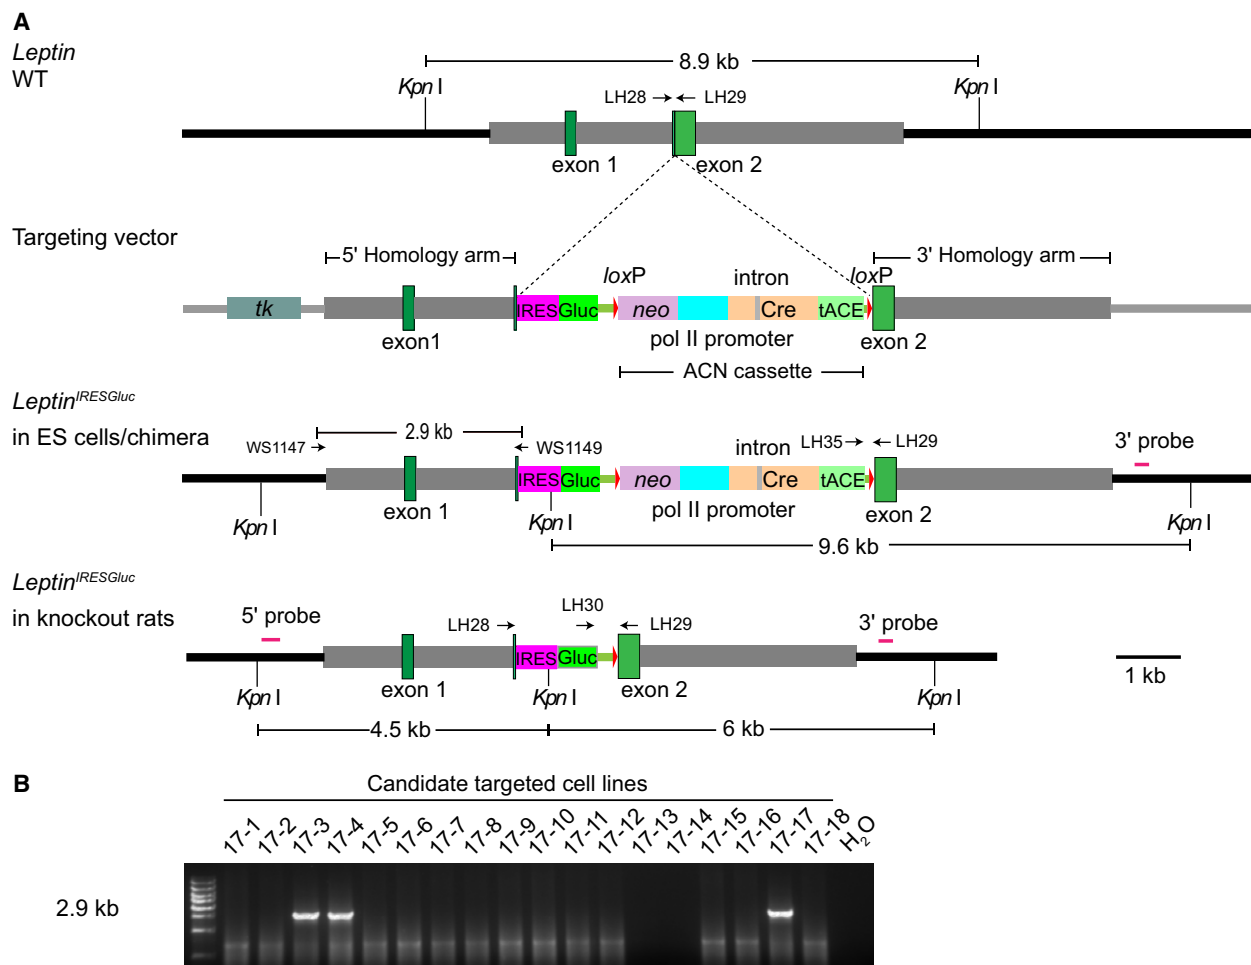 A
Leptin
WT
8.9 kb
Kpn I
Kpn I
LH28
LH29
exon 1
exon 2
Targeting vector
5' Homology arm
3' Homology arm
loxP
intron
loxP
tk
IRES
Gluc
neo
Cre
tACE
exon1
pol II promoter
exon 2
ACN cassette
Leptin^IRESGluc
in ES cells/chimera
2.9 kb
WS1147
WS1149
intron
LH35
LH29
3' probe
IRES
Gluc
neo
Cre
tACE
Kpn I
exon 1
Kpn I
pol II promoter
exon 2
Kpn I
9.6 kb
Leptin^IRESGluc
in knockout rats
5' probe
LH28
LH30
LH29
3' probe
IRES
Gluc
Kpn I
exon 1
Kpn I
exon 2
Kpn I
1 kb
4.5 kb
6 kb
B
Candidate targeted cell lines
17-1
17-2
17-3
17-4
17-5
17-6
17-7
17-8
17-9
17-10
17-11
17-12
17-13
17-14
17-15
17-16
17-17
17-18
H₂O
2.9 kb